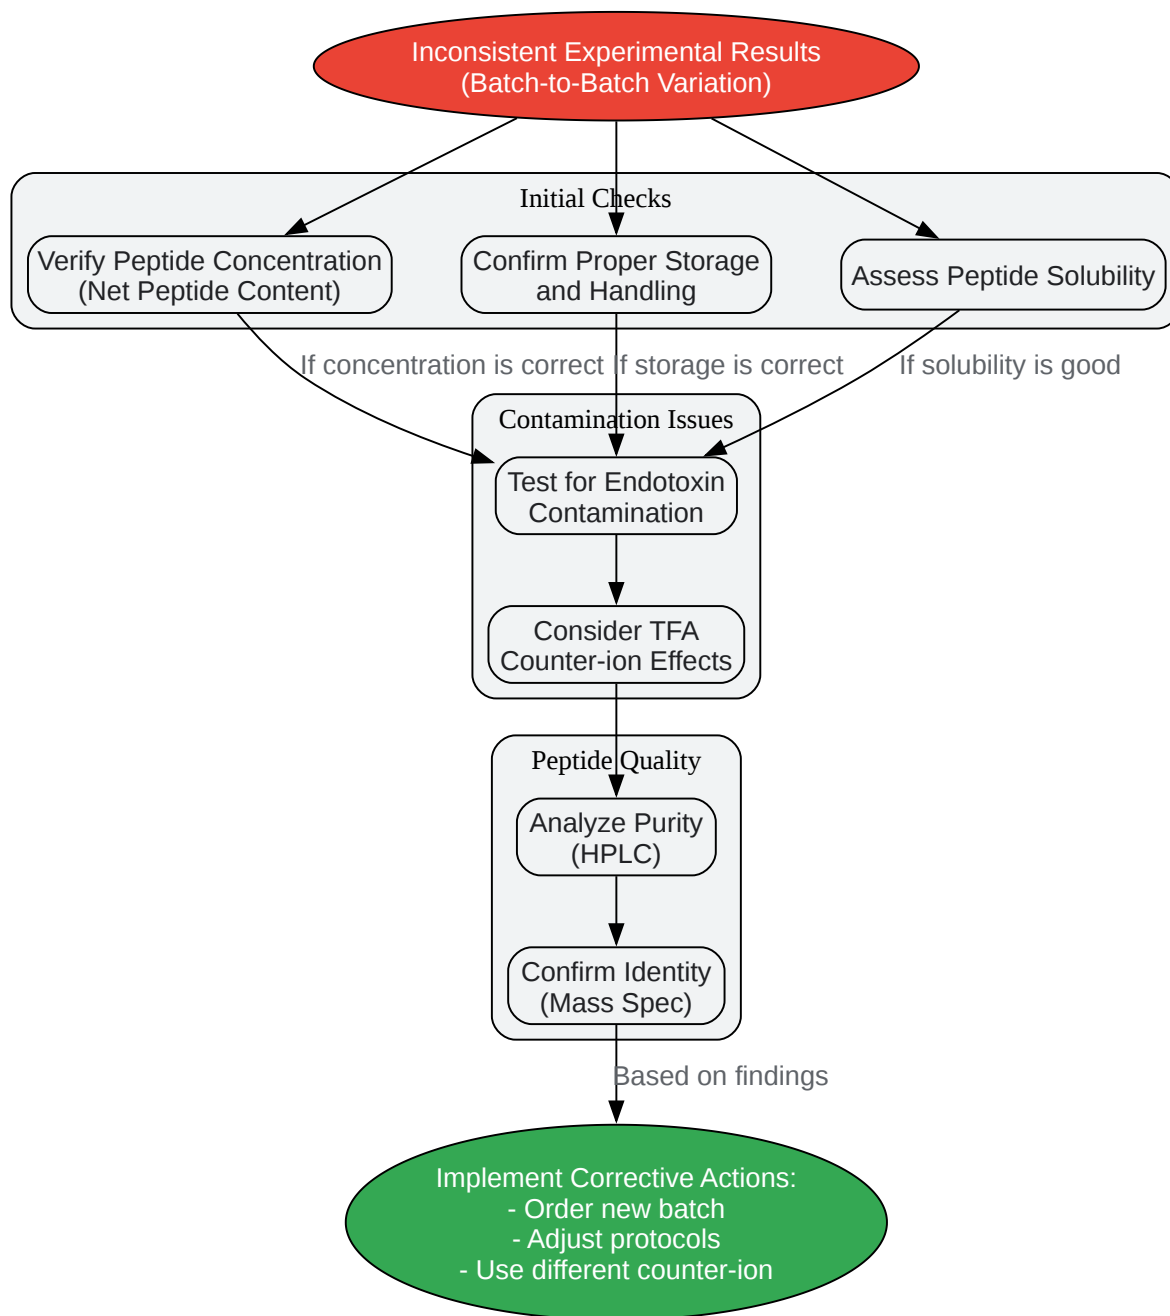 Inconsistent Experimental Results
(Batch-to-Batch Variation)
Initial Checks
Verify Peptide Concentration
(Net Peptide Content)
Confirm Proper Storage
and Handling
Assess Peptide Solubility
If concentration is correct
If storage is correct
If solubility is good
Contamination Issues
Test for Endotoxin
Contamination
Consider TFA
Counter-ion Effects
Peptide Quality
Analyze Purity
(HPLC)
Confirm Identity
(Mass Spec)
Based on findings
Implement Corrective Actions:
- Order new batch
- Adjust protocols
- Use different counter-ion